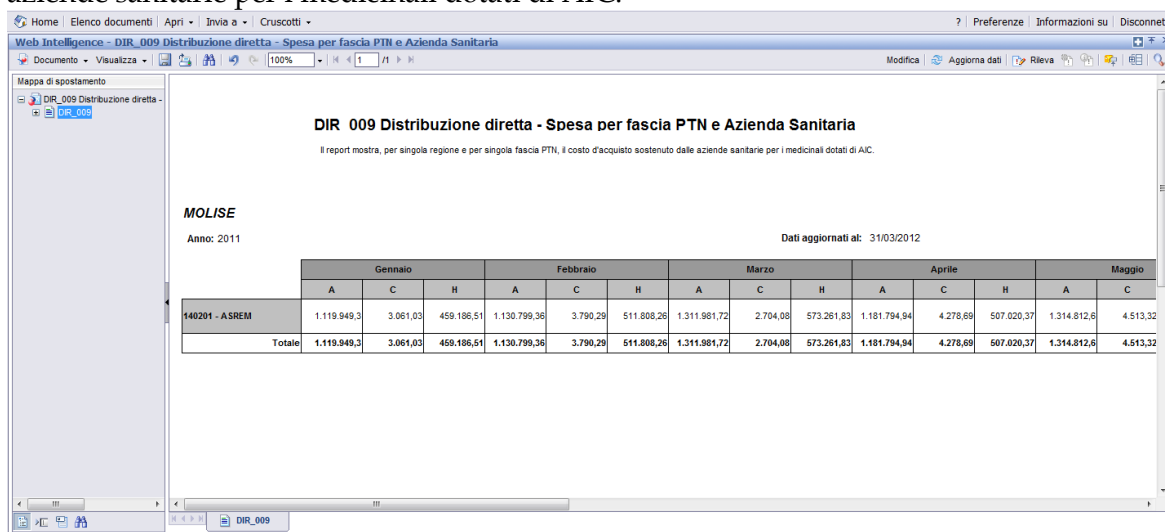 aziende sanitarie per i medicinali dotati di AIC.
Home Elenco documenti Apri Invia a Cruscotti ? Preferenze Informazioni su Disconnet
Web Intelligence - DIR_009 Distribuzione diretta - Spesa per fascia PTN e Azienda Sanitaria
Documento Visualizza 100% 1 /1 Modifica Aggiorna dati Rileva
Mappa di spostamento
DIR_009 Distribuzione diretta -
DIR_009
DIR_009 Distribuzione diretta - Spesa per fascia PTN e Azienda Sanitaria
Il report mostra, per singola regione e per singola fascia PTN, il costo d'acquisto sostenuto dalle aziende sanitarie per i medicinali dotati di AIC.
MOLISE
Anno: 2011 Dati aggiornati al: 31/03/2012
Gennaio Febbraio Marzo Aprile Maggio
A C H A C H A C H A C H A C
140201 - ASREM 1.119.949,3 3.061,03 459.186,51 1.130.799,36 3.790,29 511.808,26 1.311.981,72 2.704,08 573.261,83 1.181.794,94 4.278,69 507.020,37 1.314.812,6 4.513,32
Totale 1.119.949,3 3.061,03 459.186,51 1.130.799,36 3.790,29 511.808,26 1.311.981,72 2.704,08 573.261,83 1.181.794,94 4.278,69 507.020,37 1.314.812,6 4.513,32
DIR_009